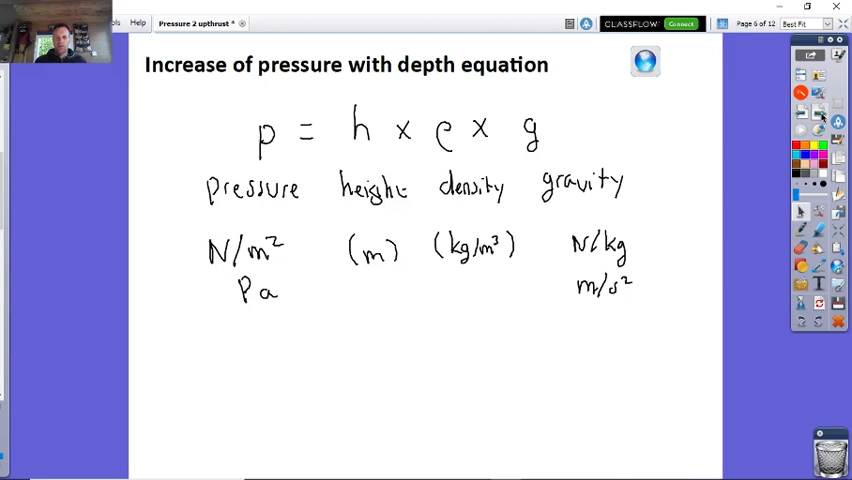 ols Help Pressure 2 upthrust * CLASSFLOW Connect Page 6 of 12 Best Fit
Increase of pressure with depth equation
p = h × ρ × g
pressure height density gravity
N/m² (m) (kg/m³) N/kg
Pa m/s²